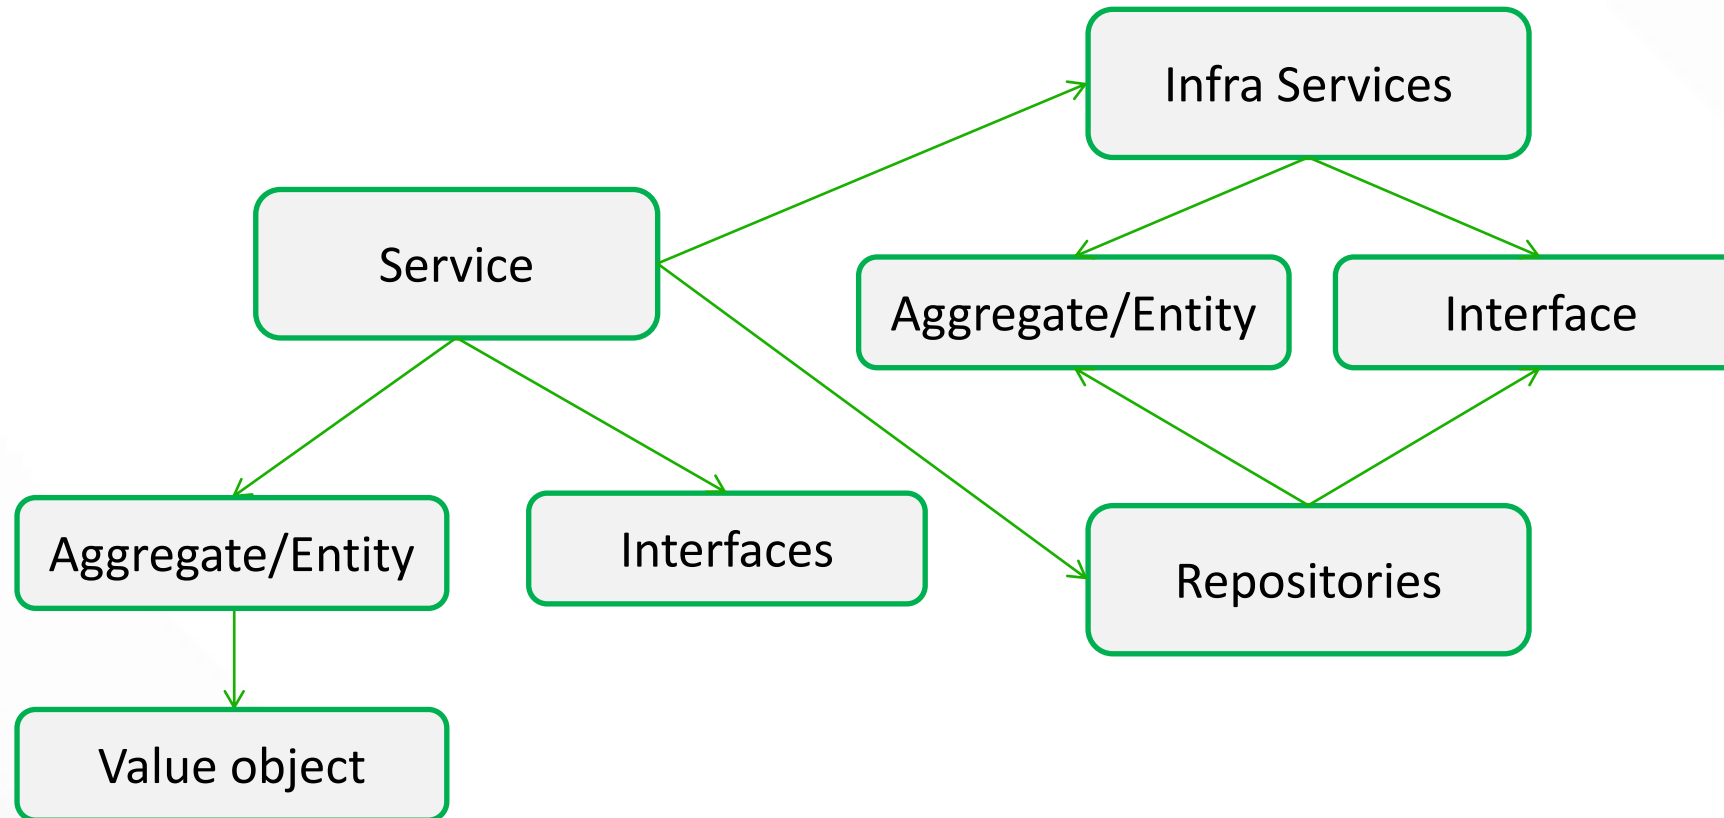 Infra Services
Service
Aggregate/Entity
Interface
Aggregate/Entity
Interfaces
Repositories
Value object